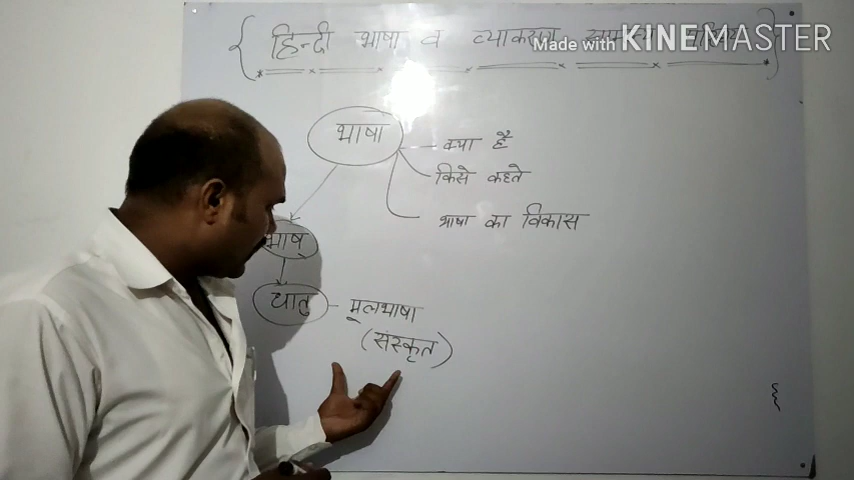 { हिन्दी भाषा व व्याकरण }
Made with KINEMASTER
भाषा
क्या है
किसे कहते
भाषा का विकास
भाष्
धातु - मूलभाषा
(संस्कृत)